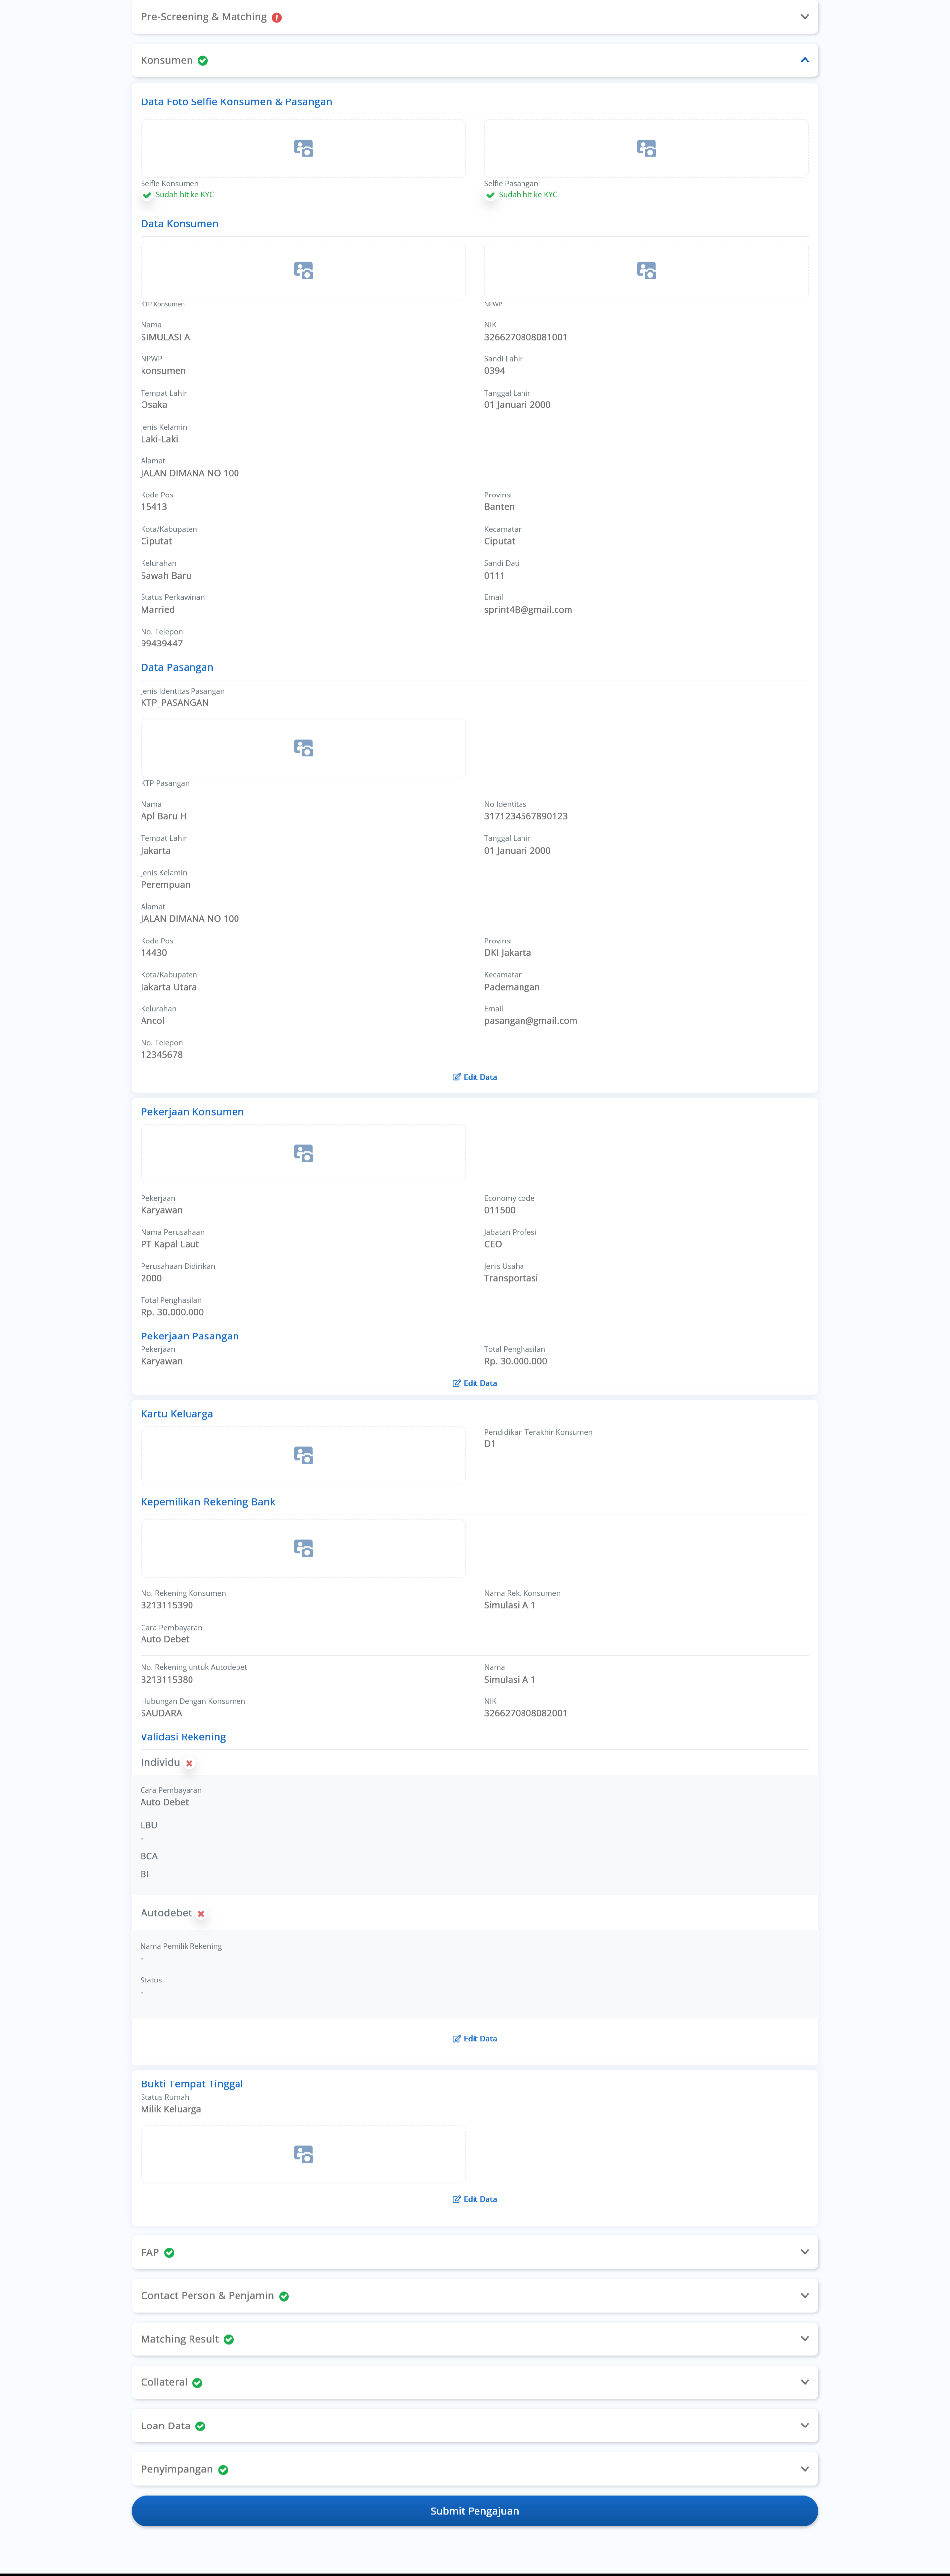 Pre-Screening & Matching
Konsumen
Data Foto Selfie Konsumen & Pasangan
Selfie Konsumen
Selfie Pasangan
Sudah hit ke KYC
Sudah hit ke KYC
Data Konsumen
KTP Konsumen
NPWP
Nama
NIK
SIMULASI A
3266270808081001
NPWP
Sandi Lahir
konsumen
0394
Tempat Lahir
Tanggal Lahir
Osaka
01 Januari 2000
Jenis Kelamin
Laki-Laki
Alamat
JALAN DIMANA NO 100
Kode Pos
Provinsi
15413
Banten
Kota/Kabupaten
Kecamatan
Ciputat
Ciputat
Kelurahan
Sandi Dati
Sawah Baru
0111
Status Perkawinan
Email
Married
sprint4B@gmail.com
No. Telepon
99439447
Data Pasangan
Jenis Identitas Pasangan
KTP_PASANGAN
KTP Pasangan
Nama
No Identitas
Apl Baru H
3171234567890123
Tempat Lahir
Tanggal Lahir
Jakarta
01 Januari 2000
Jenis Kelamin
Perempuan
Alamat
JALAN DIMANA NO 100
Kode Pos
Provinsi
14430
DKI Jakarta
Kota/Kabupaten
Kecamatan
Jakarta Utara
Pademangan
Kelurahan
Email
Ancol
pasangan@gmail.com
No. Telepon
12345678
Edit Data
Pekerjaan Konsumen
Pekerjaan
Economy code
Karyawan
011500
Nama Perusahaan
Jabatan Profesi
PT Kapal Laut
CEO
Perusahaan Didirikan
Jenis Usaha
2000
Transportasi
Total Penghasilan
Rp. 30.000.000
Pekerjaan Pasangan
Pekerjaan
Total Penghasilan
Karyawan
Rp. 30.000.000
Edit Data
Kartu Keluarga
Pendidikan Terakhir Konsumen
D1
Kepemilikan Rekening Bank
No. Rekening Konsumen
Nama Rek. Konsumen
3213115390
Simulasi A 1
Cara Pembayaran
Auto Debet
No. Rekening untuk Autodebet
Nama
3213115380
Simulasi A 1
Hubungan Dengan Konsumen
NIK
SAUDARA
3266270808082001
Validasi Rekening
Individu
Cara Pembayaran
Auto Debet
LBU
-
BCA
BI
Autodebet
Nama Pemilik Rekening
-
Status
-
Edit Data
Bukti Tempat Tinggal
Status Rumah
Milik Keluarga
Edit Data
FAP
Contact Person & Penjamin
Matching Result
Collateral
Loan Data
Penyimpangan
Submit Pengajuan